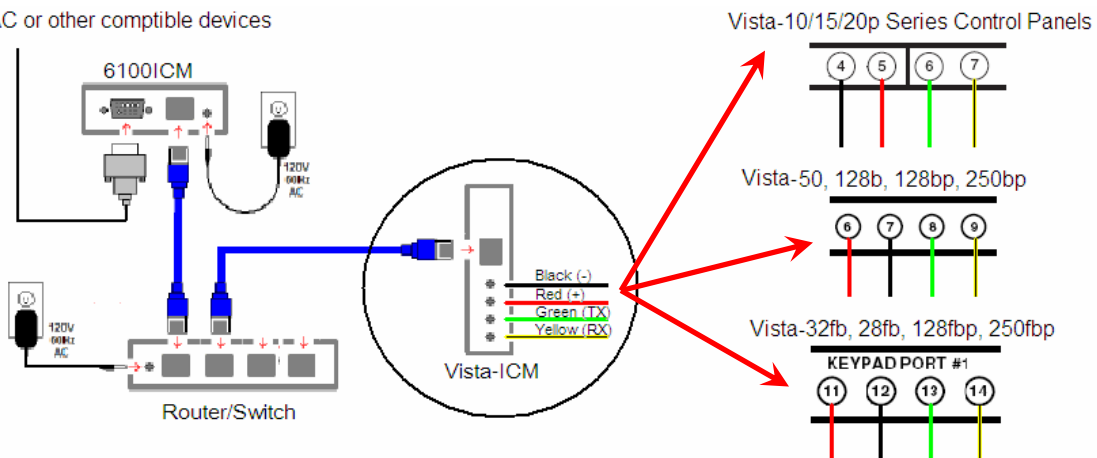 AC or other comptible devices
6100ICM
120V
60Hz
AC
120V
60Hz
AC
Router/Switch
Black (-)
Red (+)
Green (TX)
Yellow (RX)
Vista-ICM
Vista-10/15/20p Series Control Panels
4 5 6 7
Vista-50, 128b, 128bp, 250bp
6 7 8 9
Vista-32fb, 28fb, 128fbp, 250fbp
KEYPAD PORT #1
11 12 13 14